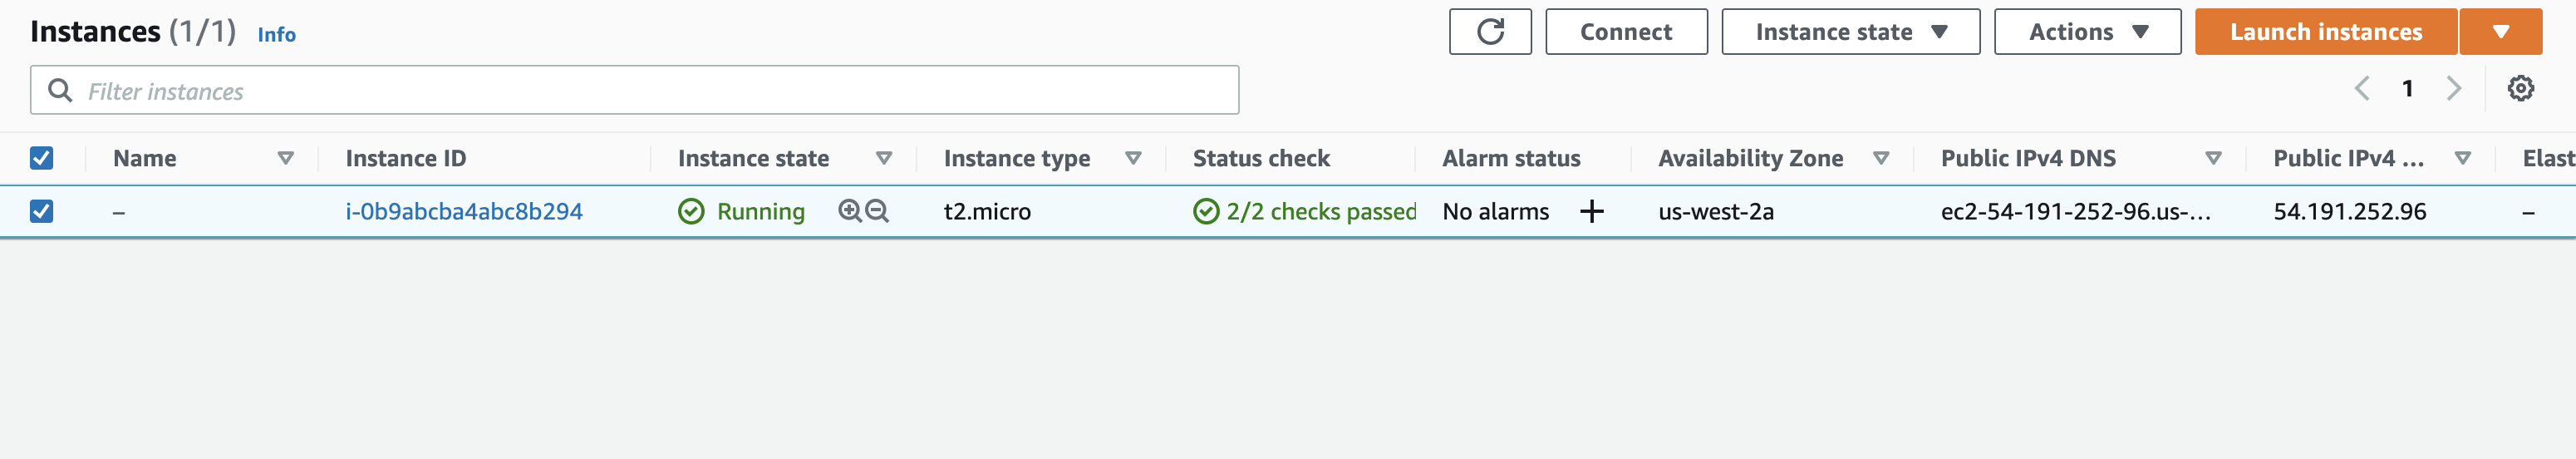 Instances (1/1) Info Connect Instance state Actions Launch instances
Filter instances 1
Name Instance ID Instance state Instance type Status check Alarm status Availability Zone Public IPv4 DNS Public IPv4 ... Elast
– i-0b9abcba4abc8b294 Running t2.micro 2/2 checks passed No alarms + us-west-2a ec2-54-191-252-96.us-... 54.191.252.96 –